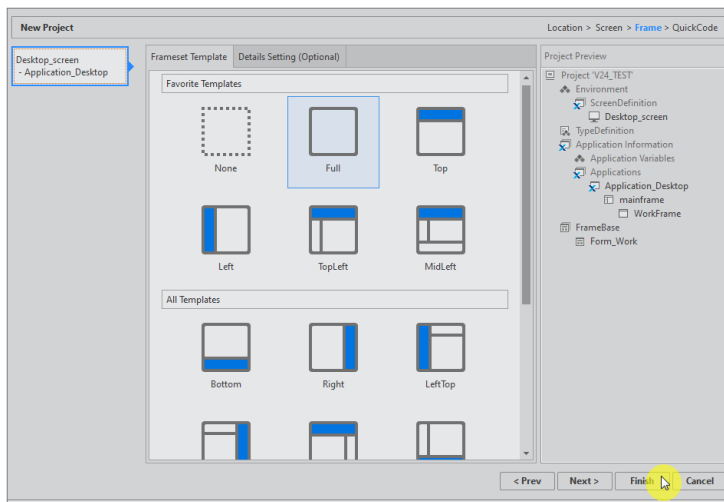 New Project
Location > Screen > Frame > QuickCode
Desktop_screen
- Application_Desktop
Frameset Template
Details Setting (Optional)
Favorite Templates
None
Full
Top
Left
TopLeft
MidLeft
All Templates
Bottom
Right
LeftTop
Project Preview
Project 'V24_TEST'
Environment
ScreenDefinition
Desktop_screen
TypeDefinition
Application Information
Application Variables
Applications
Application_Desktop
mainframe
WorkFrame
FrameBase
Form_Work
< Prev
Next >
Finish
Cancel